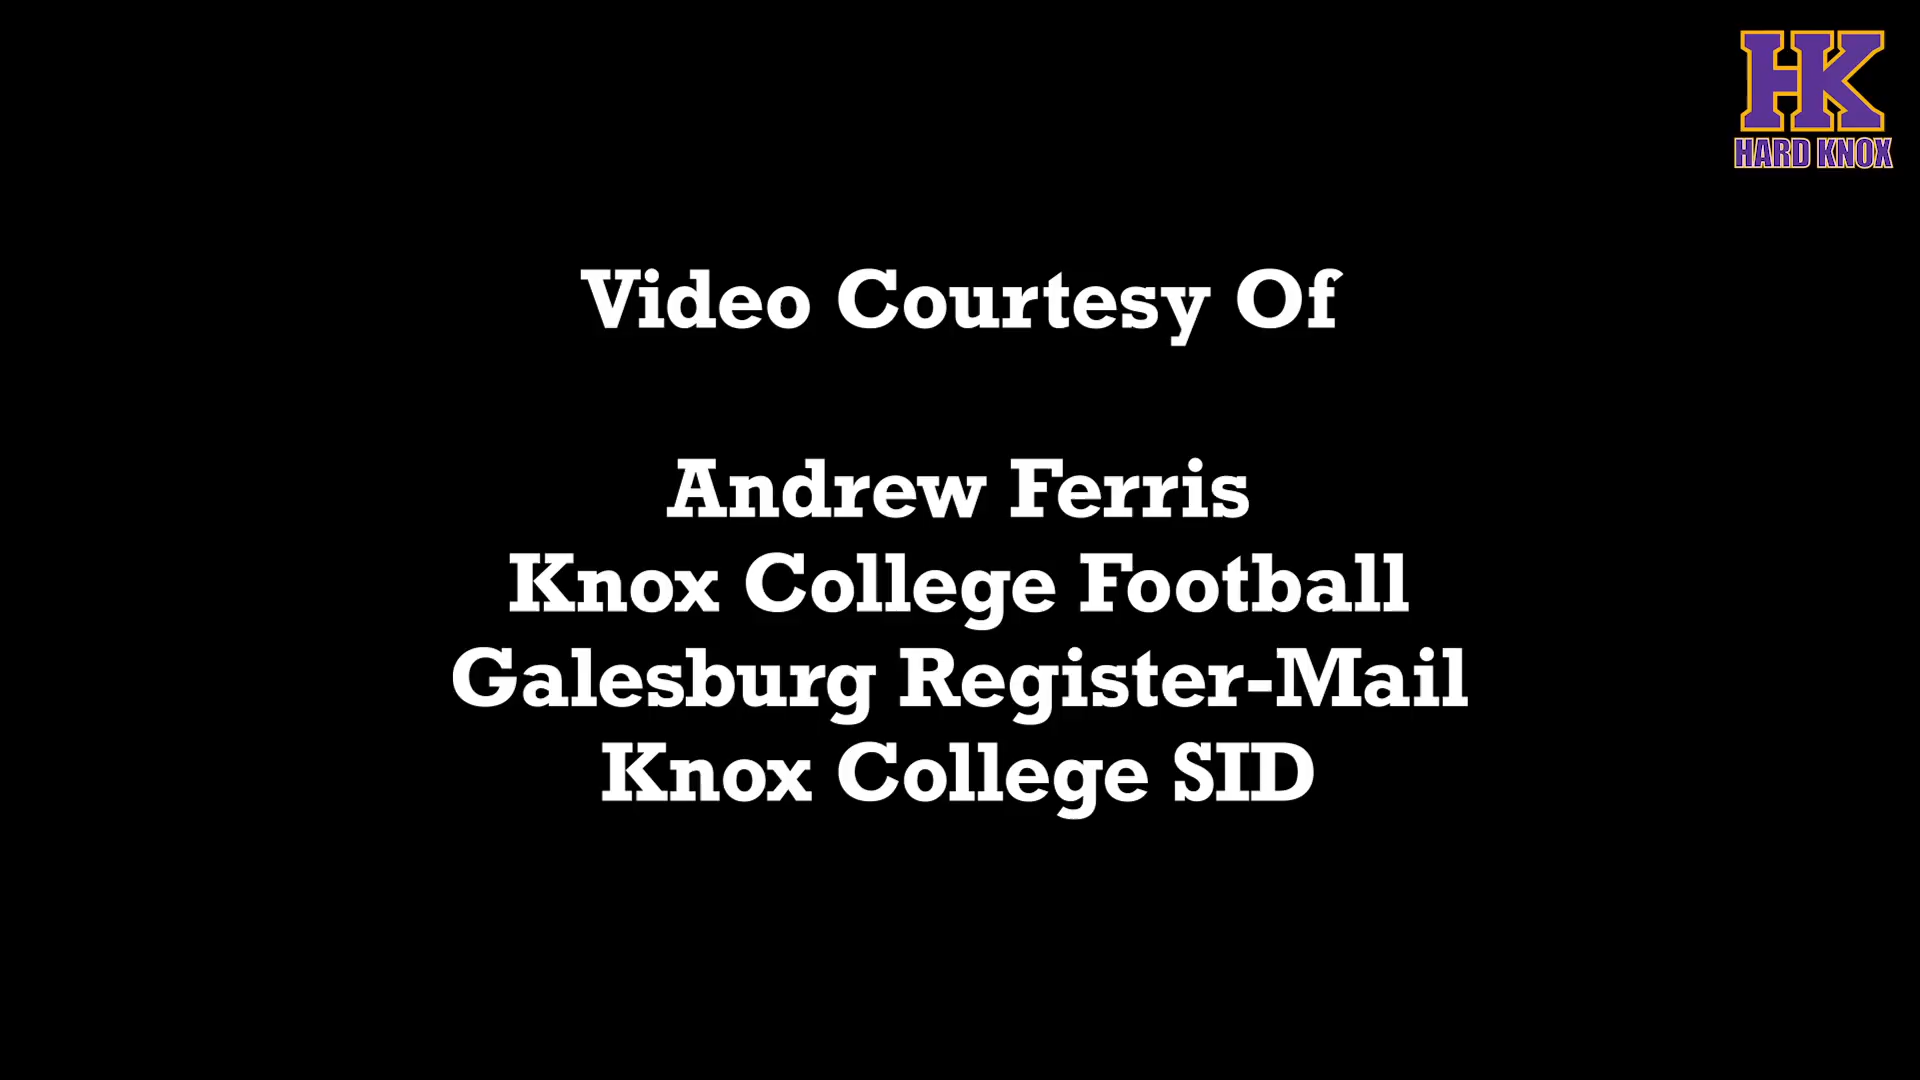 HK
HARD KNOX
Video Courtesy Of
Andrew Ferris
Knox College Football
Galesburg Register-Mail
Knox College SID